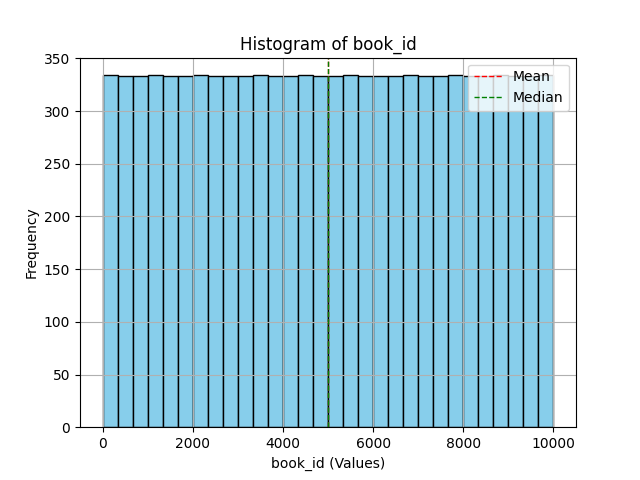 Histogram of book_id
350
300
250
200
150
100
50
0
Frequency
Mean
Median
0 2000 4000 6000 8000 10000
book_id (Values)